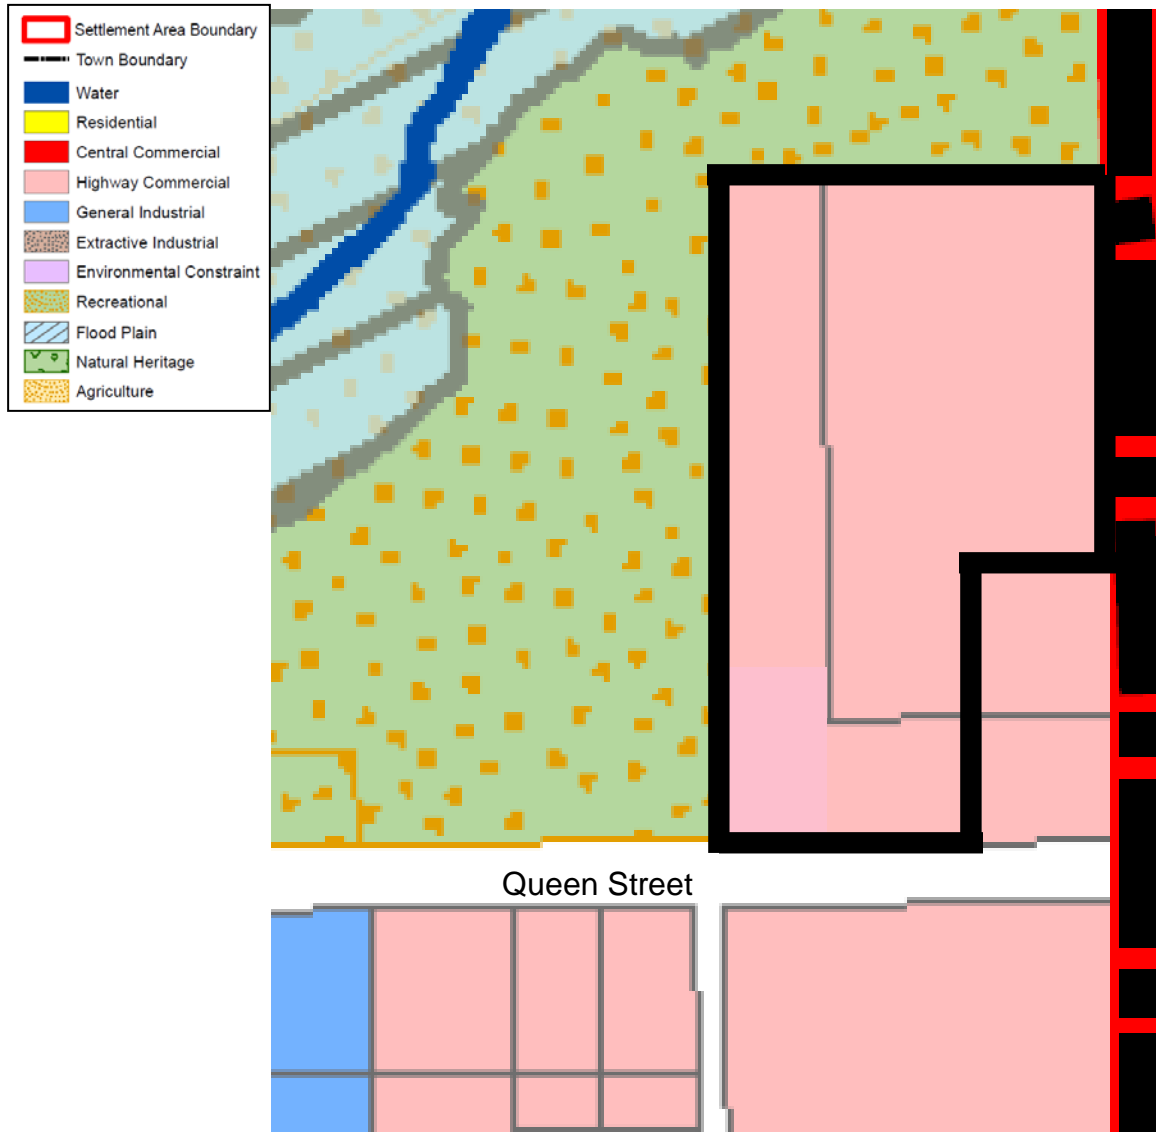 Settlement Area Boundary
Town Boundary
Water
Residential
Central Commercial
Highway Commercial
General Industrial
Extractive Industrial
Environmental Constraint
Recreational
Flood Plain
Natural Heritage
Agriculture
Queen Street